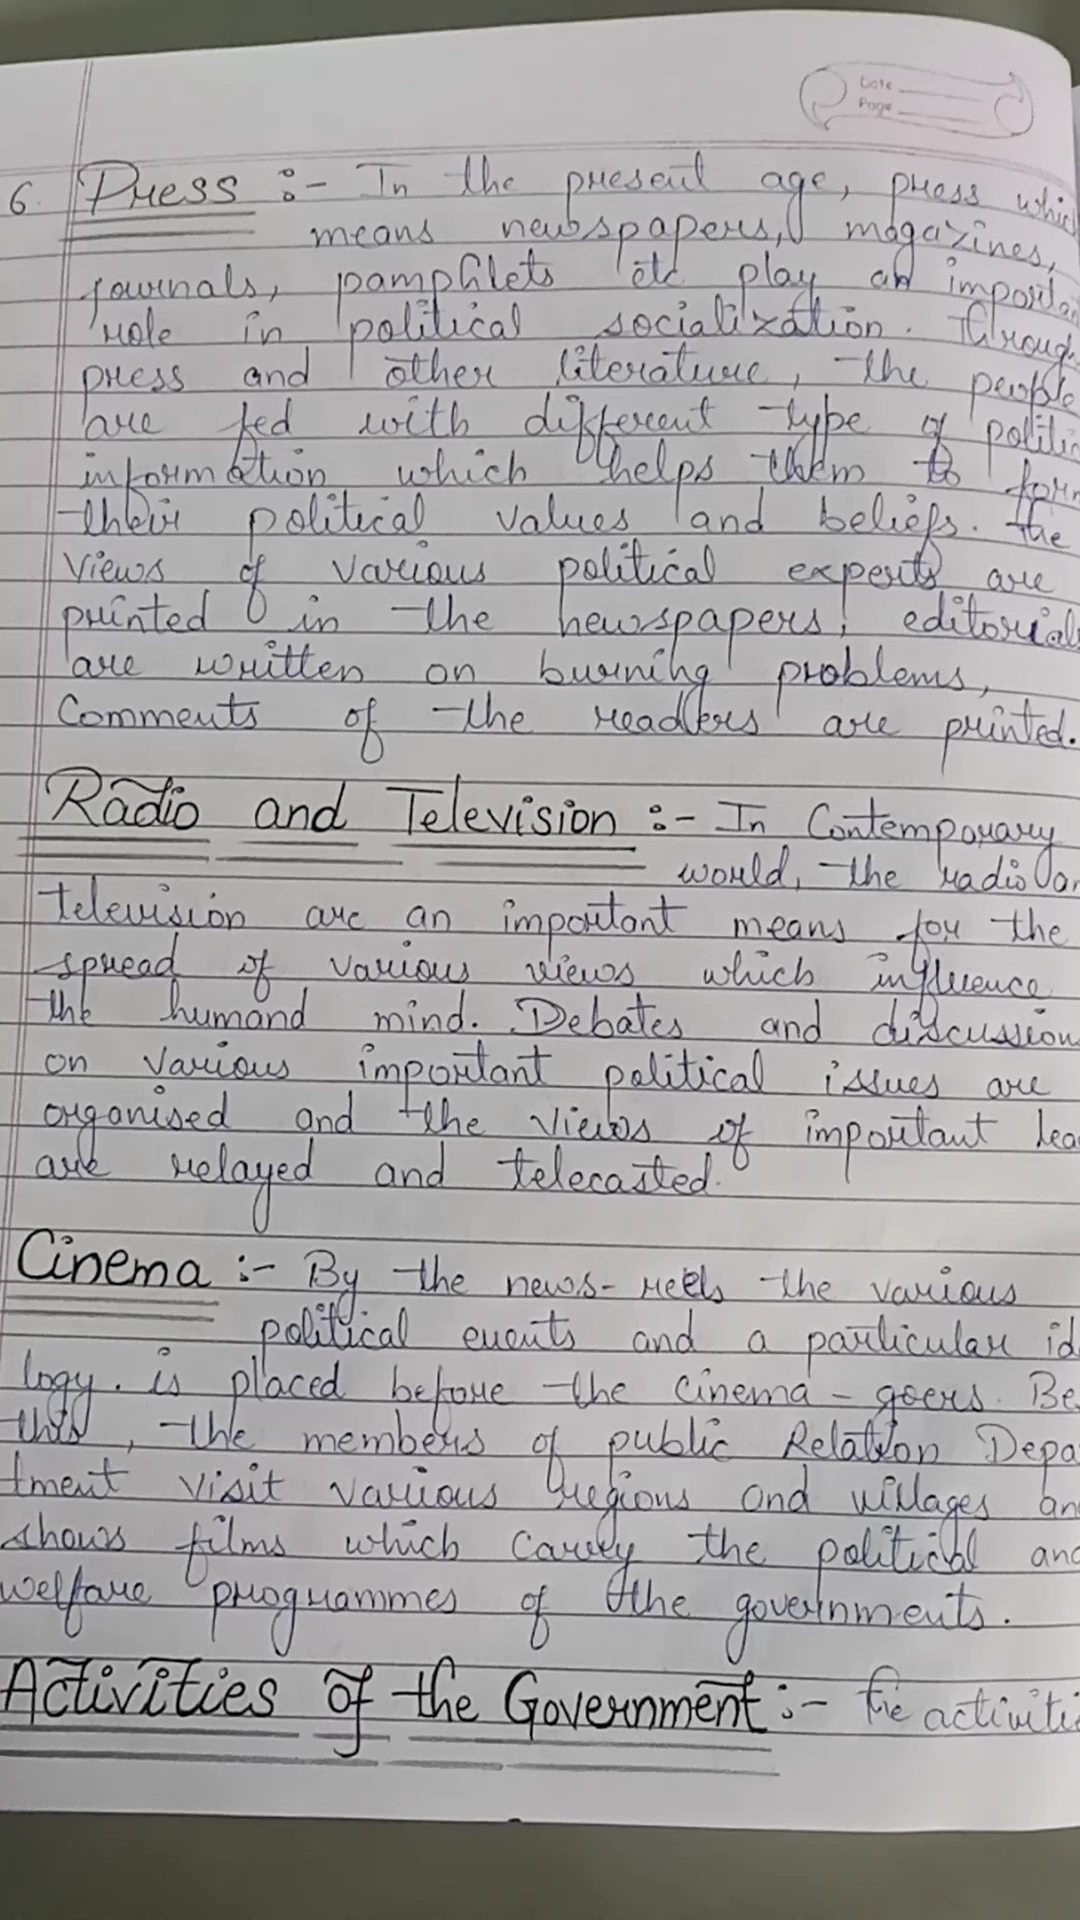 Date
Page
6. Press :- In the present age, press which
means newspapers, magazines,
journals, pamphlets etc play an importan
role in political socialization. Through
press and other literature, the people
are fed with different type of politic
information which helps them to form
their political values and beliefs. The
views of various political experts are
printed in the newspapers, editorials
are written on burning problems,
Comments of the readers are printed.
Radio and Television :- In Contemporary
world, the radio an
television are an important means for the
spread of various views which influence
the humand mind. Debates and discussion
on various important political issues are
organised and the views of important lea
are relayed and telecasted.
Cinema :- By the news-reels the various
political events and a particular id
logy. is placed before the cinema-goers. Be
this, the members of public Relation Depa
tment visit various regions and villages an
shows films which carry the political and
welfare programmes of the governments.
Activities of the Government :- The activiti